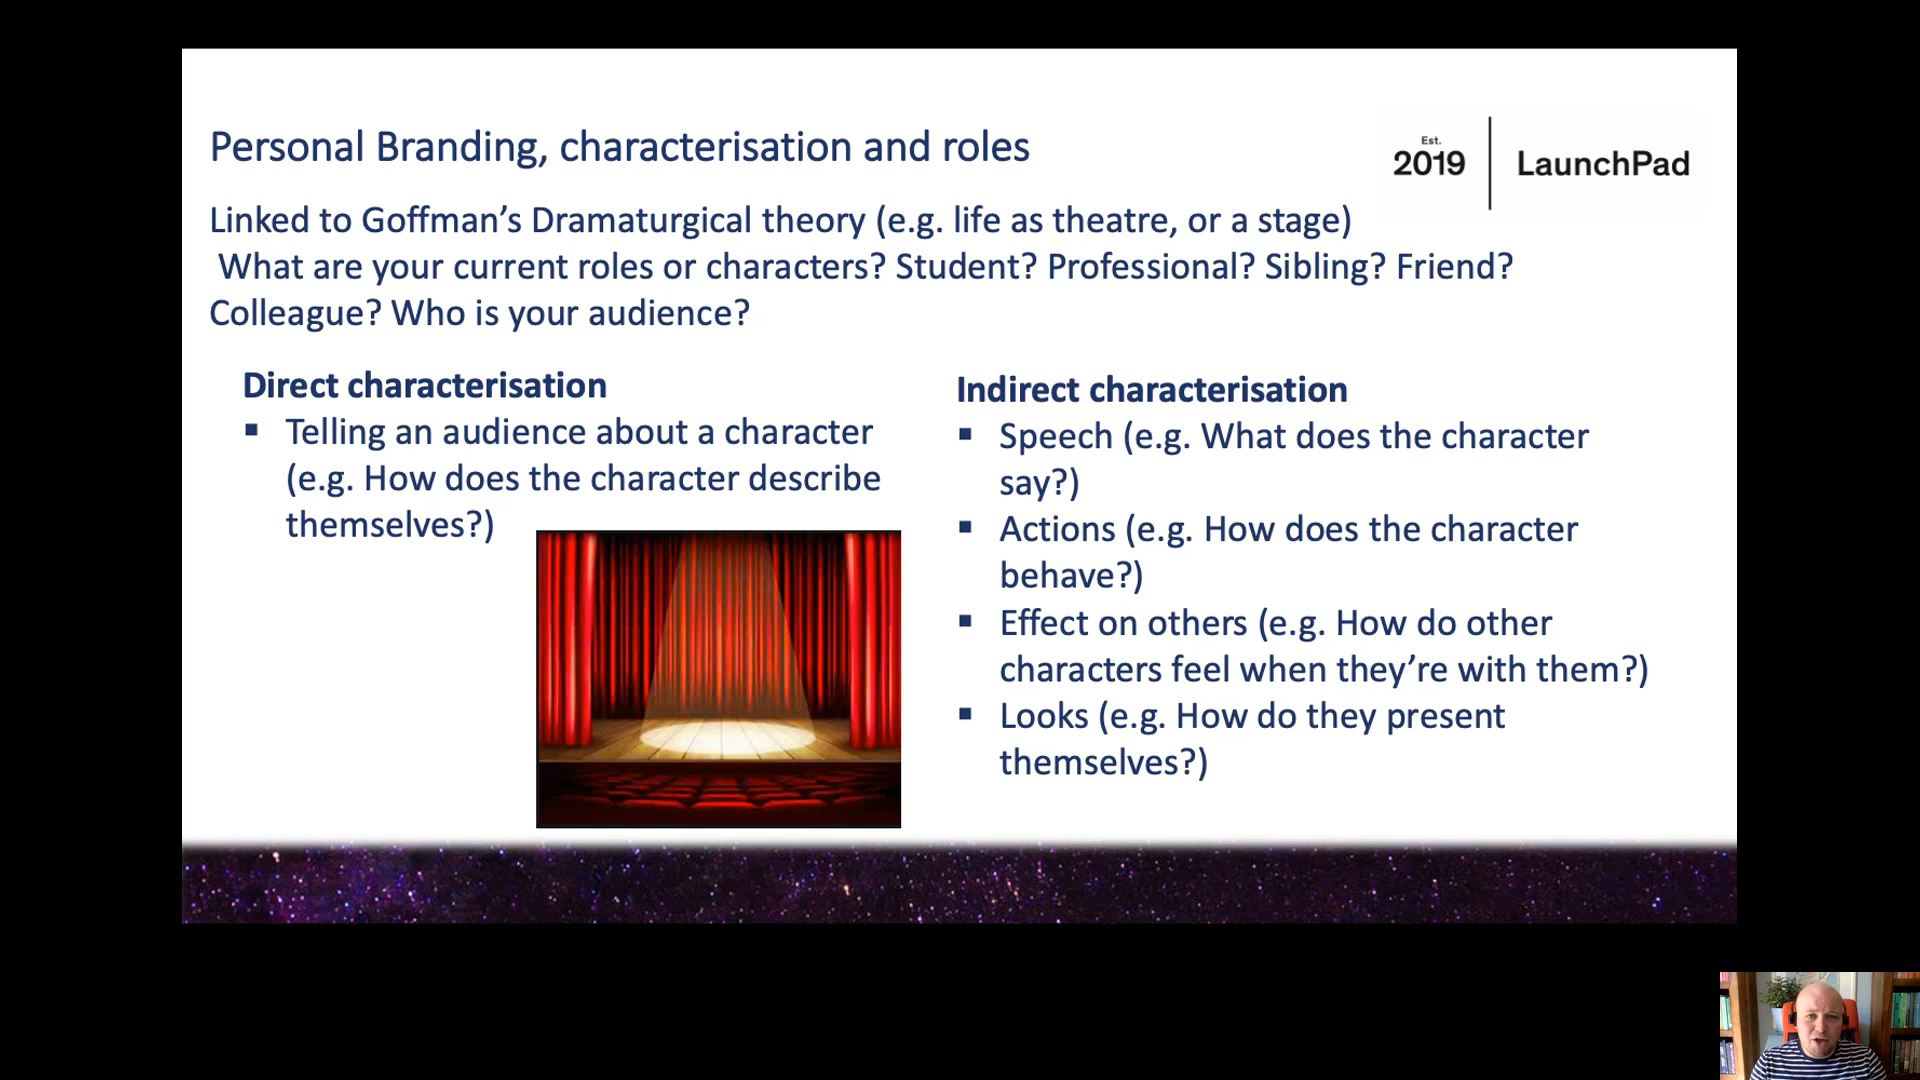 Personal Branding, characterisation and roles
Est.
2019
LaunchPad
Linked to Goffman’s Dramaturgical theory (e.g. life as theatre, or a stage)
What are your current roles or characters? Student? Professional? Sibling? Friend?
Colleague? Who is your audience?
Direct characterisation
▪ Telling an audience about a character
(e.g. How does the character describe
themselves?)
Indirect characterisation
▪ Speech (e.g. What does the character
say?)
▪ Actions (e.g. How does the character
behave?)
▪ Effect on others (e.g. How do other
characters feel when they’re with them?)
▪ Looks (e.g. How do they present
themselves?)